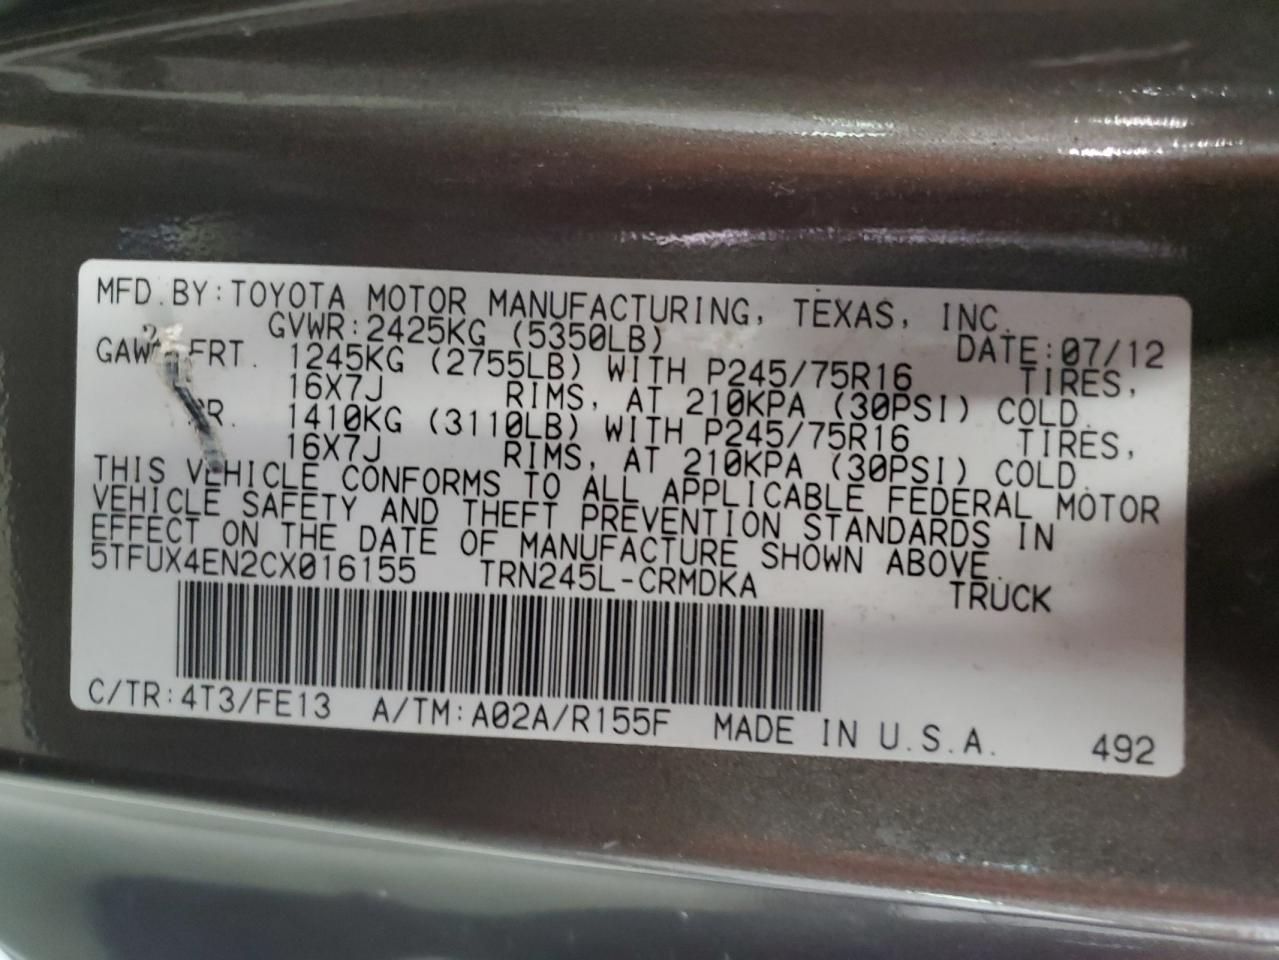 MFD. BY: TOYOTA MOTOR MANUFACTURING, TEXAS, INC.
GVWR: 2425KG (5350LB) DATE: 07/12
FRT. 1245KG (2755LB) WITH P245/75R16 TIRES,
16X7J RIMS, AT 210KPA (30PSI) COLD.
1410KG (3110LB) WITH P245/75R16 TIRES,
16X7J RIMS, AT 210KPA (30PSI) COLD.
THIS VEHICLE CONFORMS TO ALL APPLICABLE FEDERAL MOTOR
VEHICLE SAFETY AND THEFT PREVENTION STANDARDS IN
EFFECT ON THE DATE OF MANUFACTURE SHOWN ABOVE.
5TFUX4EN2CX016155 TRN245L-CRMDKA TRUCK
C/TR: 4T3/FE13 A/TM: A02A/R155F MADE IN U.S.A. 492